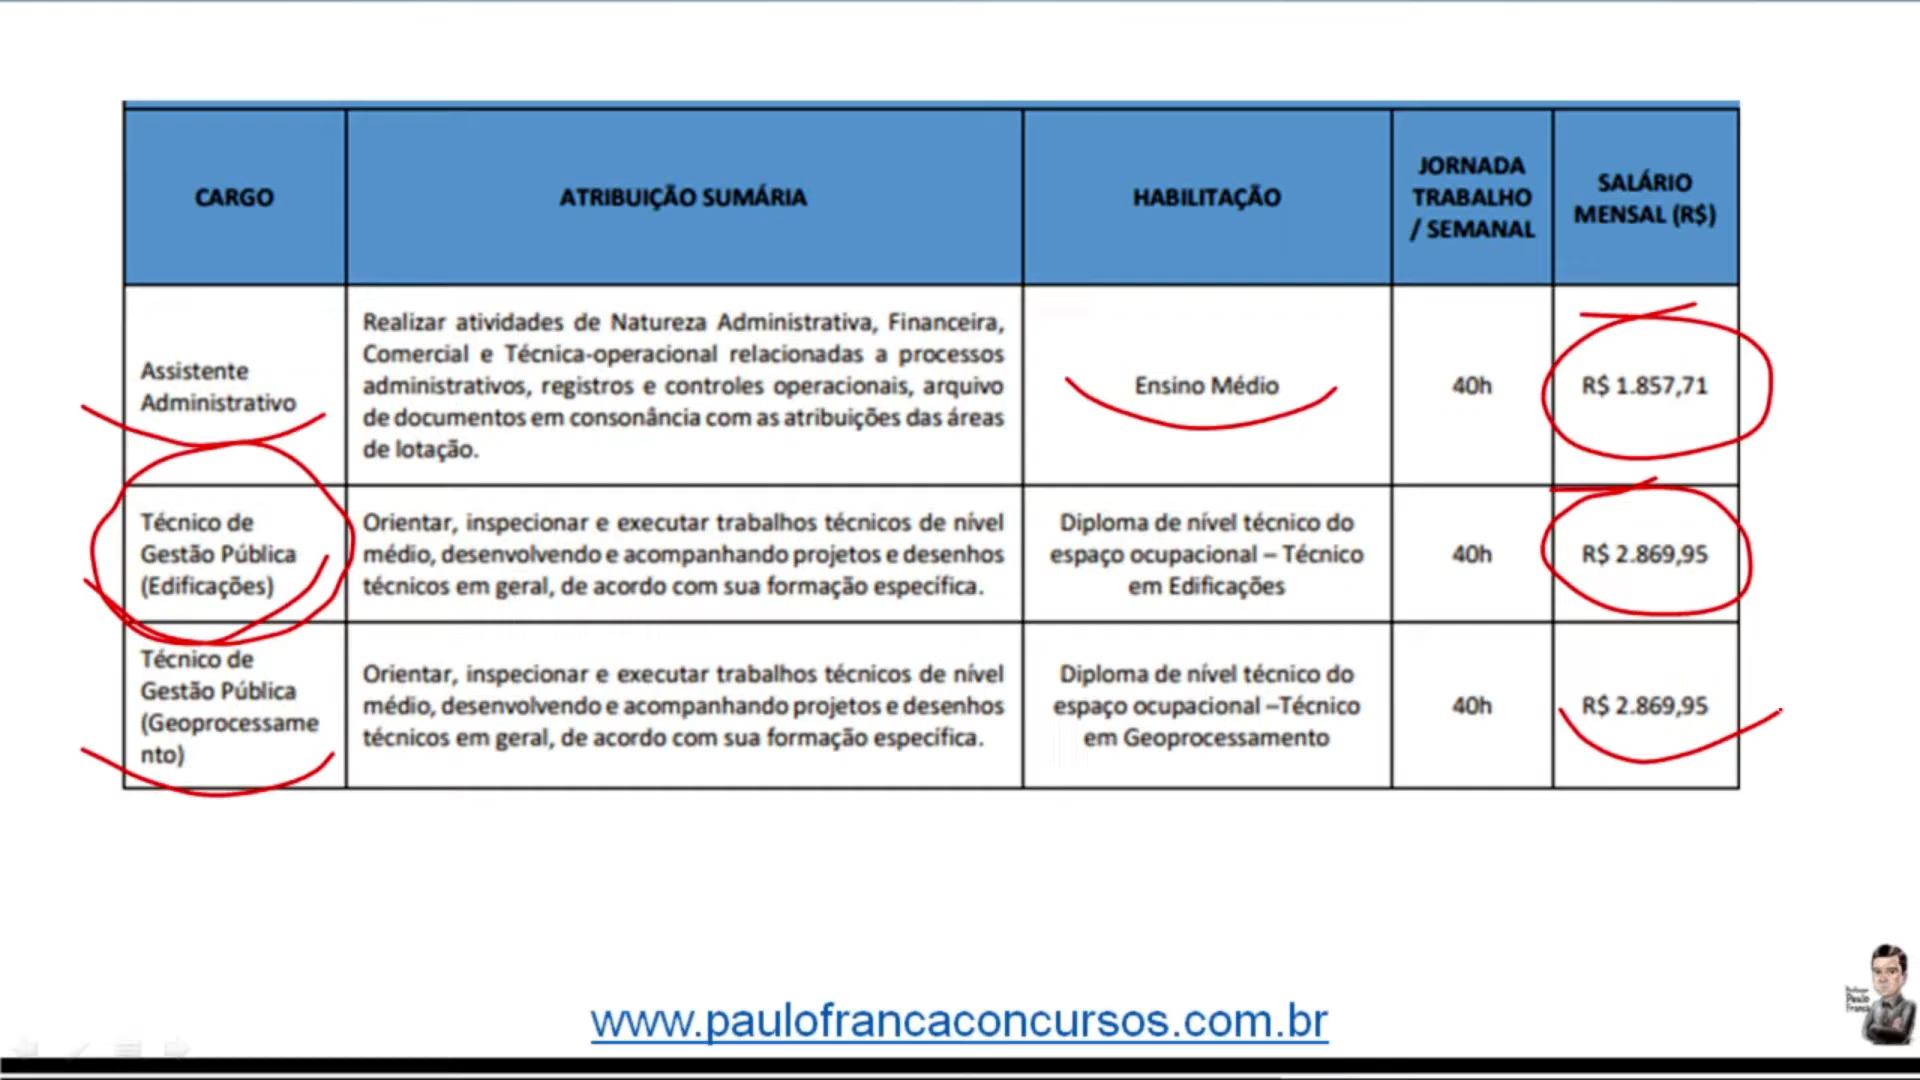 CARGO
ATRIBUIÇÃO SUMÁRIA
HABILITAÇÃO
JORNADA
TRABALHO
/ SEMANAL
SALÁRIO
MENSAL (R$)
Assistente
Administrativo
Realizar atividades de Natureza Administrativa, Financeira,
Comercial e Técnica-operacional relacionadas a processos
administrativos, registros e controles operacionais, arquivo
de documentos em consonância com as atribuições das áreas
de lotação.
Ensino Médio
40h
R$ 1.857,71
Técnico de
Gestão Pública
(Edificações)
Orientar, inspecionar e executar trabalhos técnicos de nível
médio, desenvolvendo e acompanhando projetos e desenhos
técnicos em geral, de acordo com sua formação específica.
Diploma de nível técnico do
espaço ocupacional – Técnico
em Edificações
40h
R$ 2.869,95
Técnico de
Gestão Pública
(Geoprocessame
nto)
Orientar, inspecionar e executar trabalhos técnicos de nível
médio, desenvolvendo e acompanhando projetos e desenhos
técnicos em geral, de acordo com sua formação específica.
Diploma de nível técnico do
espaço ocupacional –Técnico
em Geoprocessamento
40h
R$ 2.869,95
www.paulofrancaconcursos.com.br
Professor
Paulo
Franca